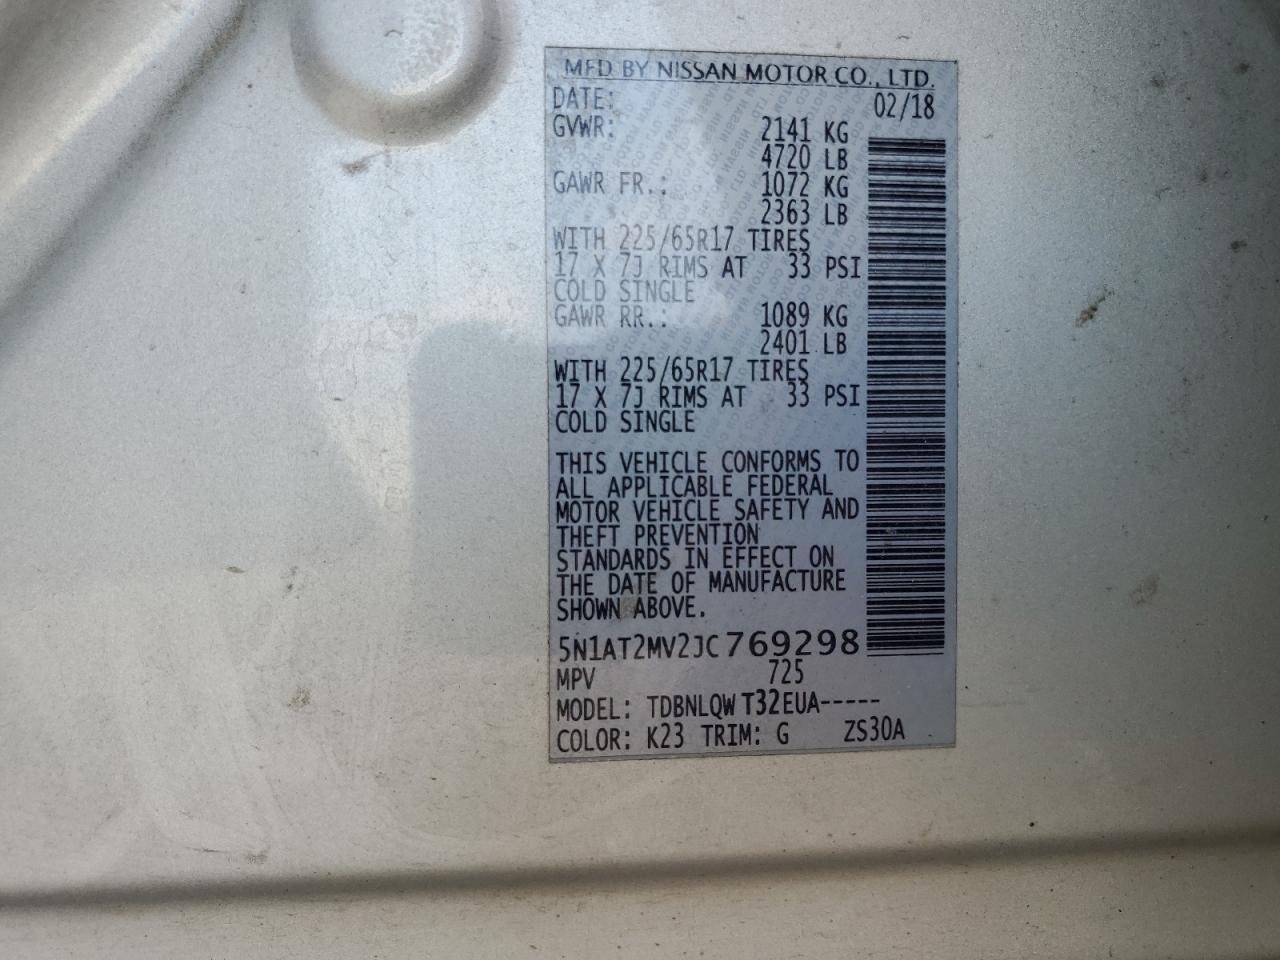 MFD BY NISSAN MOTOR CO., LTD.
DATE: 02/18
GVWR: 2141 KG
4720 LB
GAWR FR.: 1072 KG
2363 LB
WITH 225/65R17 TIRES
17 X 7J RIMS AT 33 PSI
COLD SINGLE
GAWR RR.: 1089 KG
2401 LB
WITH 225/65R17 TIRES
17 X 7J RIMS AT 33 PSI
COLD SINGLE
THIS VEHICLE CONFORMS TO
ALL APPLICABLE FEDERAL
MOTOR VEHICLE SAFETY AND
THEFT PREVENTION
STANDARDS IN EFFECT ON
THE DATE OF MANUFACTURE
SHOWN ABOVE.
5N1AT2MV2JC769298
MPV 725
MODEL: TDBNLQW T32EUA-----
COLOR: K23 TRIM: G ZS30A